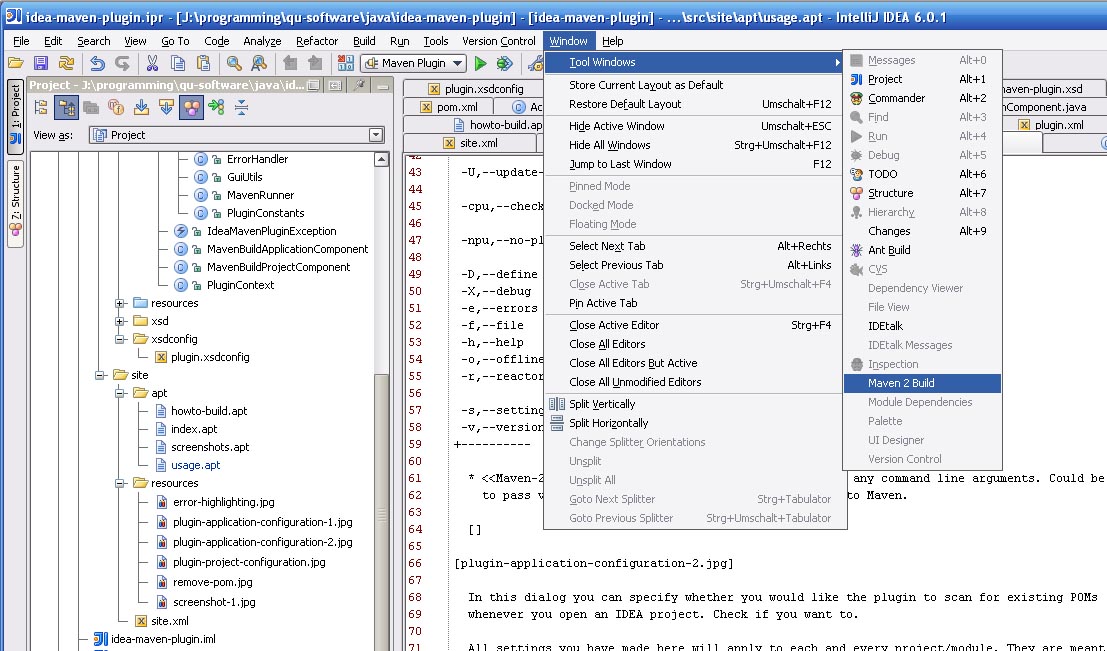 idea-maven-plugin.ipr - [J:\programming\qu-software\java\idea-maven-plugin] - [idea-maven-plugin] - ...\src\site\apt\usage.apt - IntelliJ IDEA 6.0.1
File Edit Search View Go To Code Analyze Refactor Build Run Tools Version Control Window Help
Maven Plugin
Project - J:\programming\qu-software\java\id...
View as: Project
1: Project
7: Structure
ErrorHandler
GuiUtils
MavenRunner
PluginConstants
IdeaMavenPluginException
MavenBuildApplicationComponent
MavenBuildProjectComponent
PluginContext
resources
xsd
xsdconfig
plugin.xsdconfig
site
apt
howto-build.apt
index.apt
screenshots.apt
usage.apt
resources
error-highlighting.jpg
plugin-application-configuration-1.jpg
plugin-application-configuration-2.jpg
plugin-project-configuration.jpg
remove-pom.jpg
screenshot-1.jpg
site.xml
idea-maven-plugin.iml
plugin.xsdconfig
pom.xml
Ac
howto-build.ap
site.xml
maven-plugin.xsd
nComponent.java
plugin.xml
42
43 -U,--update-
44
45 -cpu,--check
46
47 -npu,--no-pl
48
49 -D,--define
50 -X,--debug
51 -e,--errors
52 -f,--file
53 -h,--help
54 -o,--offline
55 -r,--reactor
56
57 -s,--setting
58 -v,--version
59 +----------
60
61 * <<Maven-2 any command line arguments. Could be
62 to pass v to Maven.
63
64 []
65
66 [plugin-application-configuration-2.jpg]
67
68 In this dialog you can specify whether you would like the plugin to scan for existing POMs
69 whenever you open an IDEA project. Check if you want to.
70
71 All settings you have made here will apply to each and every project/module. They are meant
Tool Windows
Store Current Layout as Default
Restore Default Layout Umschalt+F12
Hide Active Window Umschalt+ESC
Hide All Windows Strg+Umschalt+F12
Jump to Last Window F12
Pinned Mode
Docked Mode
Floating Mode
Select Next Tab Alt+Rechts
Select Previous Tab Alt+Links
Close Active Tab Strg+Umschalt+F4
Pin Active Tab
Close Active Editor Strg+F4
Close All Editors
Close All Editors But Active
Close All Unmodified Editors
Split Vertically
Split Horizontally
Change Splitter Orientations
Unsplit
Unsplit All
Goto Next Splitter Strg+Tabulator
Goto Previous Splitter Strg+Umschalt+Tabulator
Messages Alt+0
Project Alt+1
Commander Alt+2
Find Alt+3
Run Alt+4
Debug Alt+5
TODO Alt+6
Structure Alt+7
Hierarchy Alt+8
Changes Alt+9
Ant Build
CVS
Dependency Viewer
File View
IDEtalk
IDEtalk Messages
Inspection
Maven 2 Build
Module Dependencies
Palette
UI Designer
Version Control